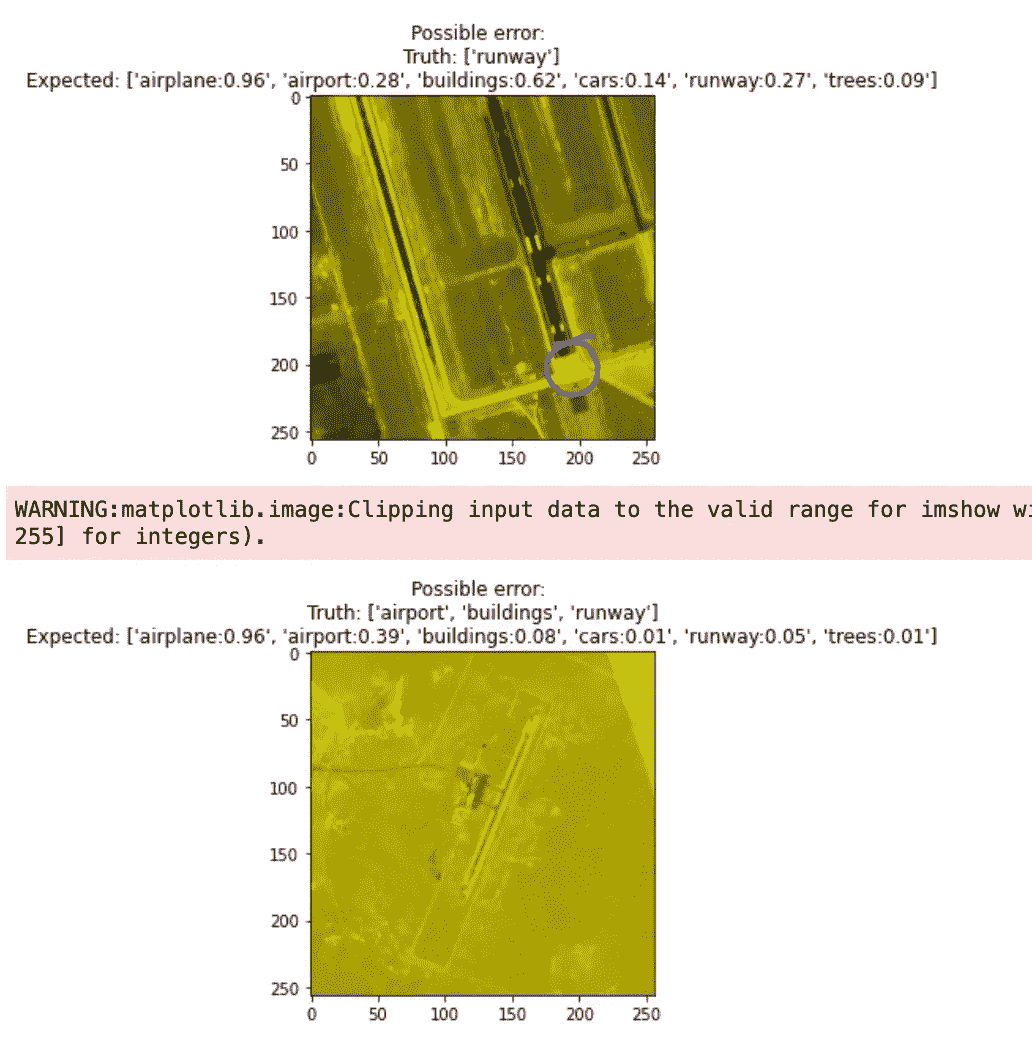 Possible error:
Truth: ['runway']
Expected: ['airplane:0.96', 'airport:0.28', 'buildings:0.62', 'cars:0.14', 'runway:0.27', 'trees:0.09']
0
50
100
150
200
250
0 50 100 150 200 250
WARNING:matplotlib.image:Clipping input data to the valid range for imshow
255] for integers).
Possible error:
Truth: ['airport', 'buildings', 'runway']
Expected: ['airplane:0.96', 'airport:0.39', 'buildings:0.08', 'cars:0.01', 'runway:0.05', 'trees:0.01']
0
50
100
150
200
250
0 50 100 150 200 250